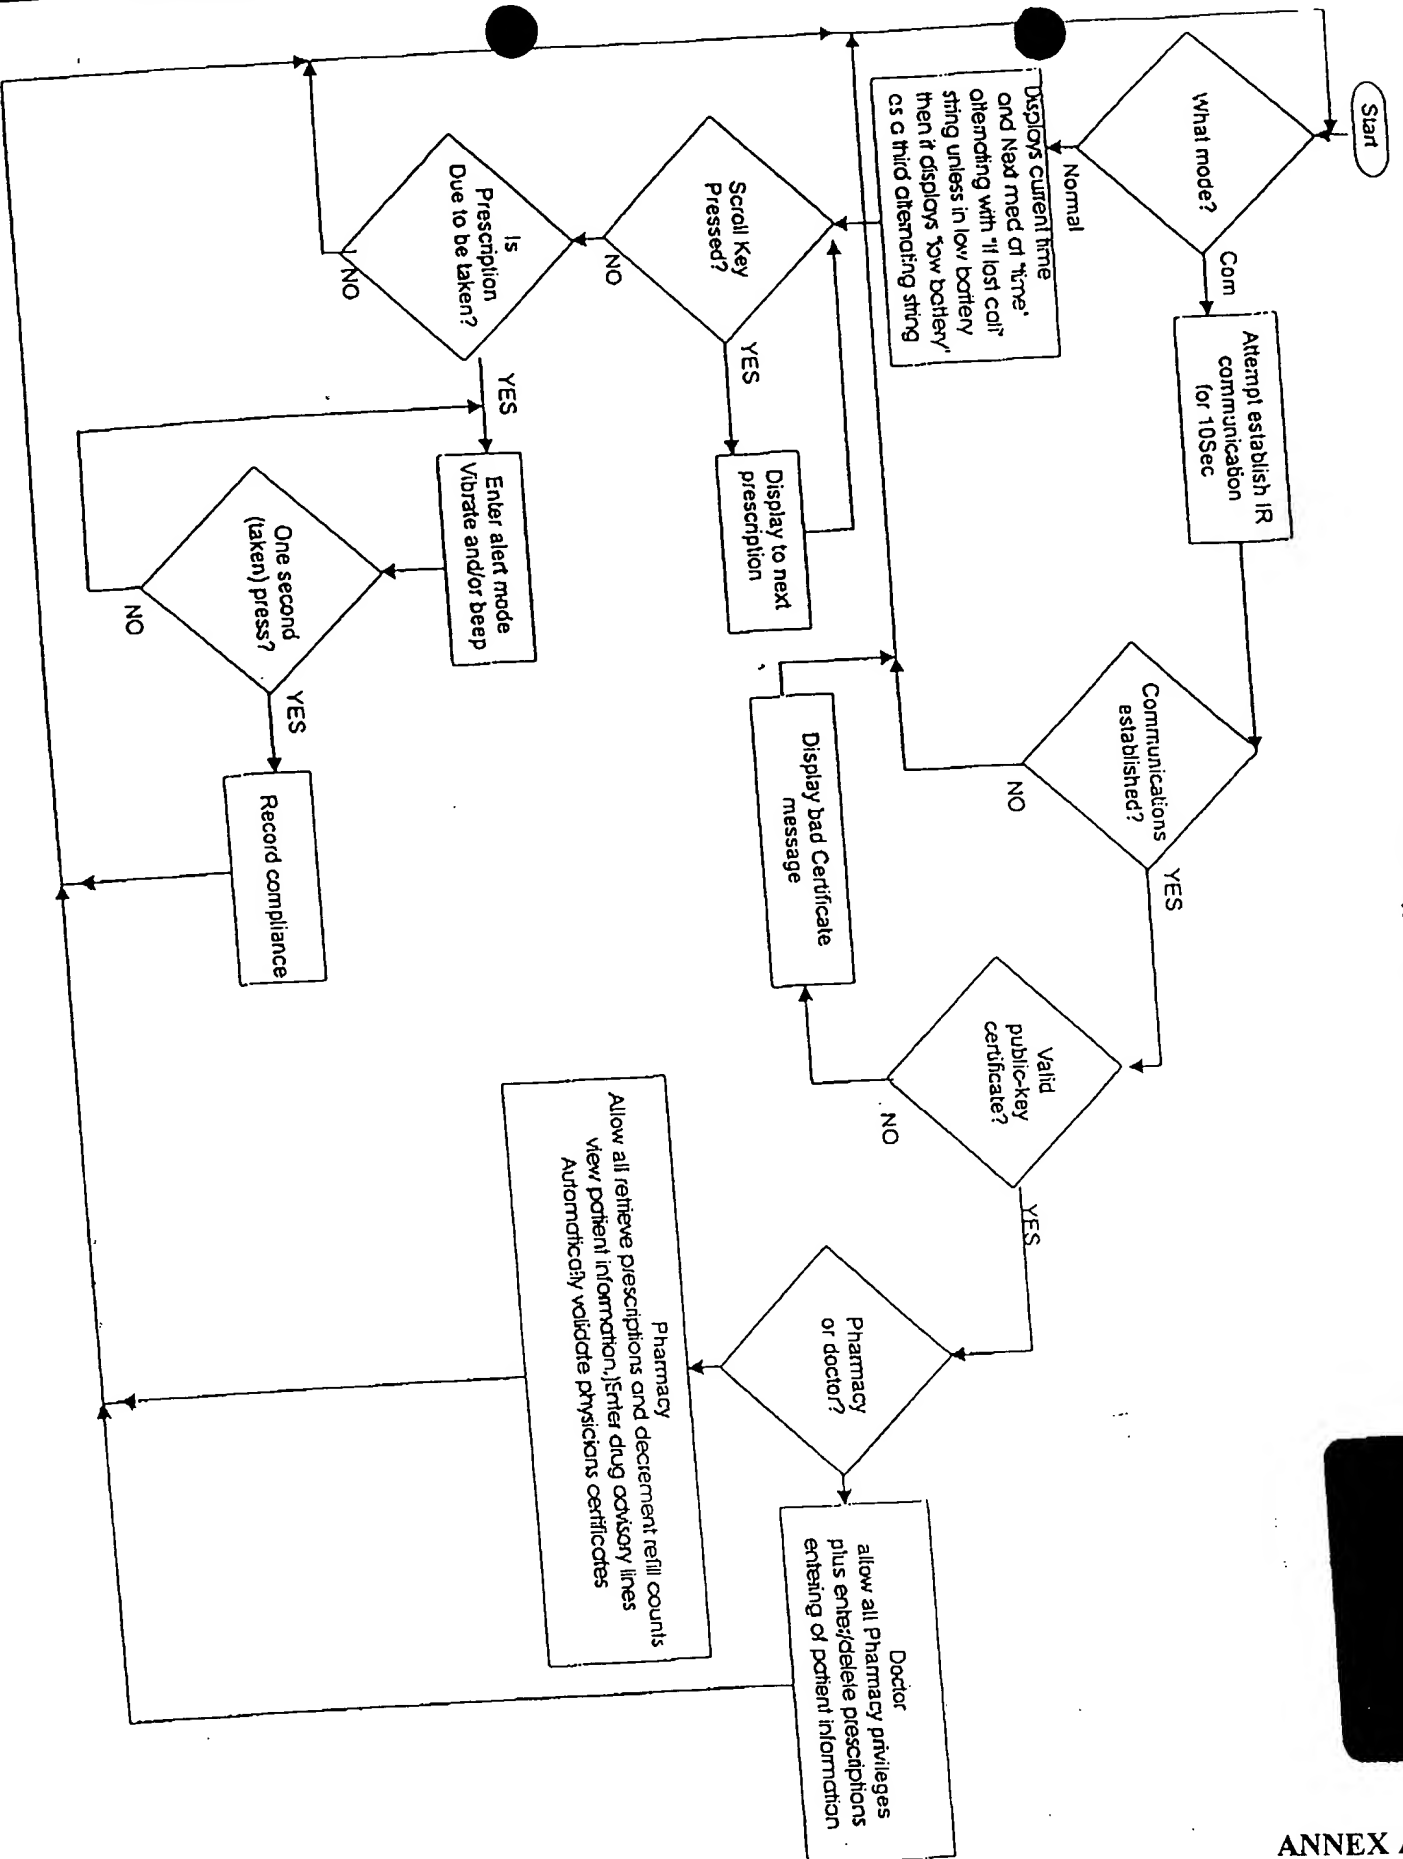 Start
What mode?
Com
Normal
Attempt establish IR
communication
for 10Sec
Communications
established?
YES
NO
Valid
public-key
certificate?
YES
NO
Pharmacy
or doctor?
Doctor
allow all Pharmacy privileges
plus enter/delete prescriptions
entering of patient information
Pharmacy
Allow all retrieve prescriptions and decrement refill counts
view patient information,)Enter drug advisory lines
Automatically validate physicians certificates
Display bad Certificate
message
Displays current time
and Next med at "time"
alternating with "If lost call"
string unless in low battery
then it displays "low battery"
as a third alternating string
Scroll Key
Pressed?
YES
NO
Display to next
prescription
Is
Prescription
Due to be taken?
YES
NO
Enter alert mode
Vibrate and/or beep
One second
(taken) press?
YES
NO
Record compliance
ANNEX